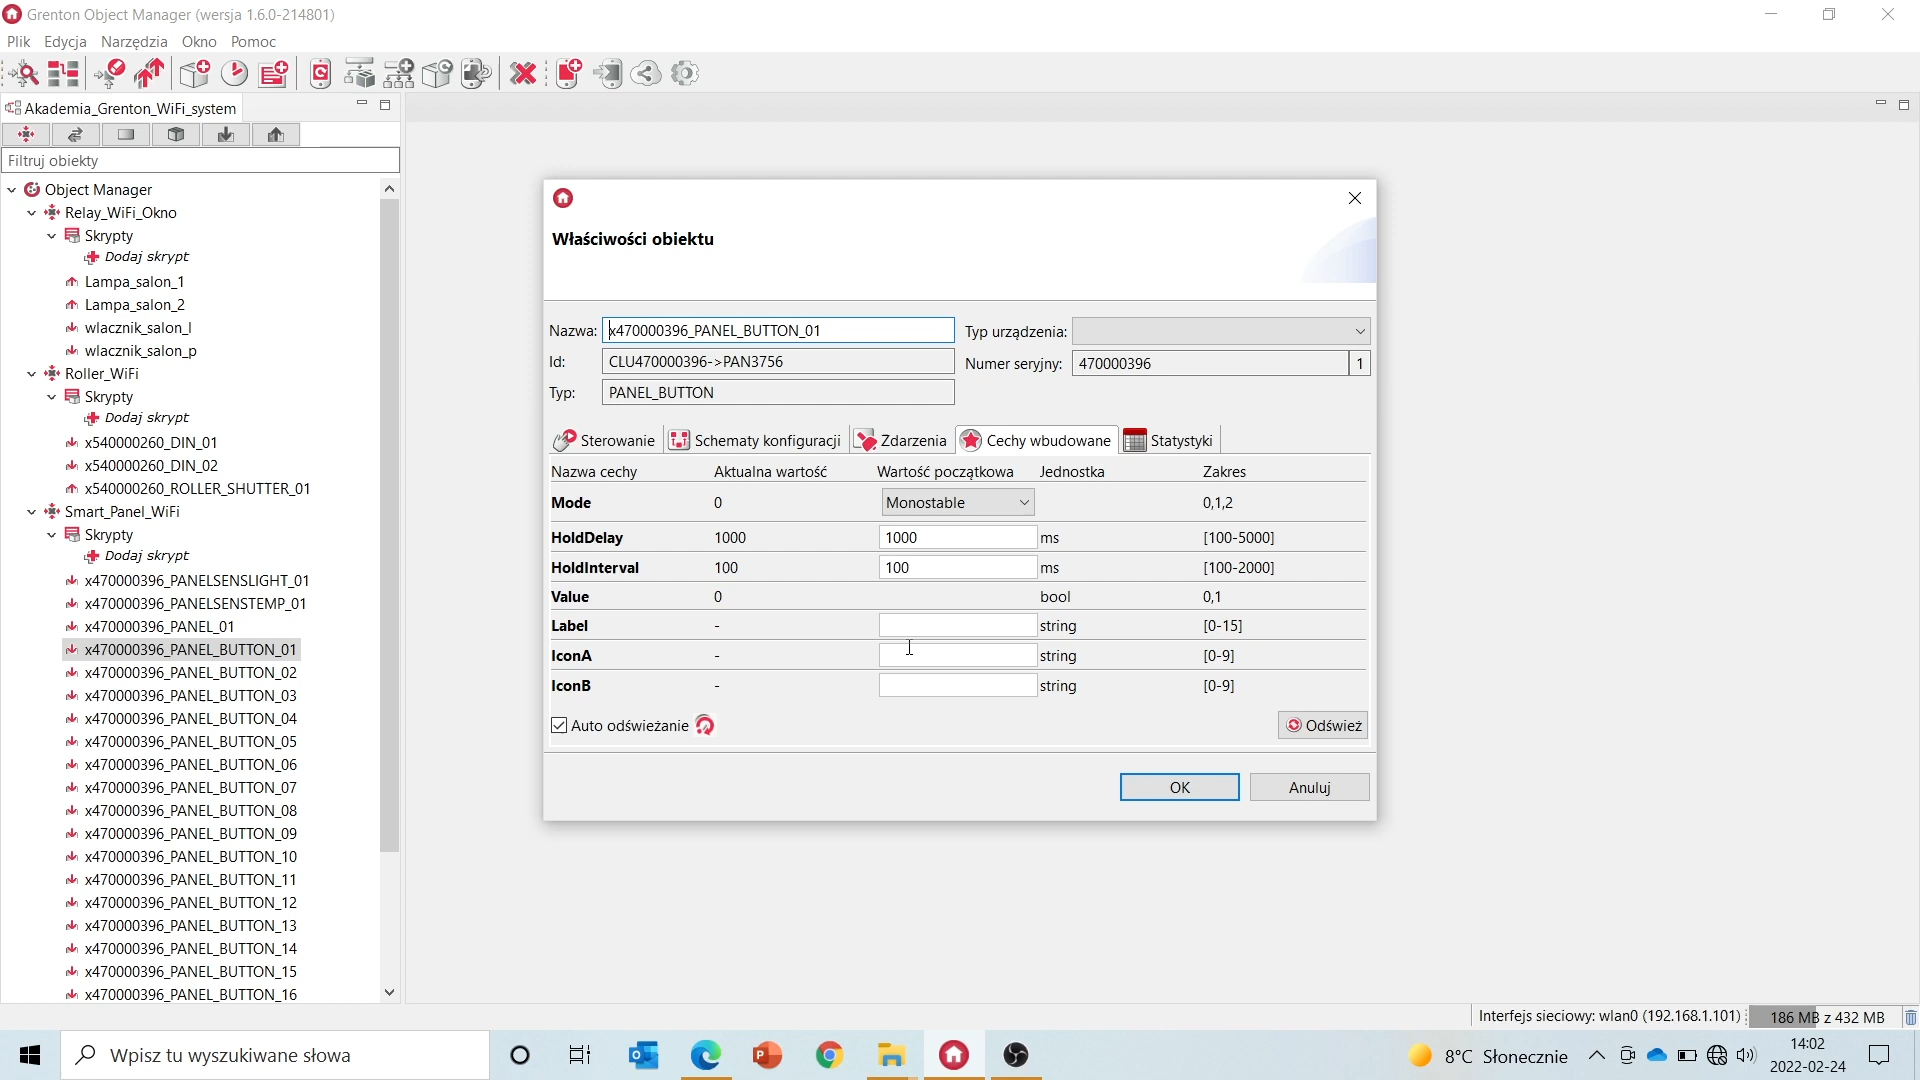 Grenton Object Manager (wersja 1.6.0-214801)
Plik Edycja Narzędzia Okno Pomoc
Akademia_Grenton_WiFi_system
Filtruj obiekty
Object Manager
Relay_WiFi_Okno
Skrypty
Dodaj skrypt
Lampa_salon_1
Lampa_salon_2
wlacznik_salon_l
wlacznik_salon_p
Roller_WiFi
Skrypty
Dodaj skrypt
x540000260_DIN_01
x540000260_DIN_02
x540000260_ROLLER_SHUTTER_01
Smart_Panel_WiFi
Skrypty
Dodaj skrypt
x470000396_PANELSENSLIGHT_01
x470000396_PANELSENSTEMP_01
x470000396_PANEL_01
x470000396_PANEL_BUTTON_01
x470000396_PANEL_BUTTON_02
x470000396_PANEL_BUTTON_03
x470000396_PANEL_BUTTON_04
x470000396_PANEL_BUTTON_05
x470000396_PANEL_BUTTON_06
x470000396_PANEL_BUTTON_07
x470000396_PANEL_BUTTON_08
x470000396_PANEL_BUTTON_09
x470000396_PANEL_BUTTON_10
x470000396_PANEL_BUTTON_11
x470000396_PANEL_BUTTON_12
x470000396_PANEL_BUTTON_13
x470000396_PANEL_BUTTON_14
x470000396_PANEL_BUTTON_15
x470000396_PANEL_BUTTON_16
Właściwości obiektu
Nazwa: x470000396_PANEL_BUTTON_01 Typ urządzenia:
Id: CLU470000396->PAN3756 Numer seryjny: 470000396 1
Typ: PANEL_BUTTON
Sterowanie Schematy konfiguracji Zdarzenia Cechy wbudowane Statystyki
Nazwa cechy Aktualna wartość Wartość początkowa Jednostka Zakres
Mode 0 Monostable 0,1,2
HoldDelay 1000 1000 ms [100-5000]
HoldInterval 100 100 ms [100-2000]
Value 0 bool 0,1
Label - string [0-15]
IconA - string [0-9]
IconB - string [0-9]
Auto odświeżanie Odśwież
OK Anuluj
Interfejs sieciowy: wlan0 (192.168.1.101) 186 MB z 432 MB
Wpisz tu wyszukiwane słowa
8°C Słonecznie
14:02
2022-02-24